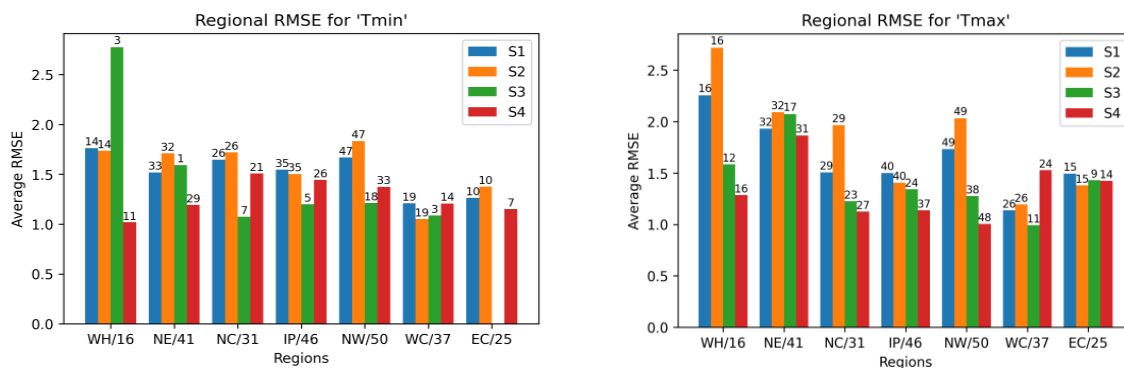 Regional RMSE for 'Tmin'
Average RMSE
2.5
2.0
1.5
1.0
0.5
0.0
S1
S2
S3
S4
14 14 3 11
33 32 1 29
26 26 7 21
35 35 5 26
47 47 18 33
19 19 3 14
10 10 7
WH/16 NE/41 NC/31 IP/46 NW/50 WC/37 EC/25
Regions
Regional RMSE for 'Tmax'
Average RMSE
2.5
2.0
1.5
1.0
0.5
0.0
S1
S2
S3
S4
16 16 12 16
32 32 17 31
29 29 23 27
40 40 24 37
49 49 38 48
26 26 11 24
15 15 9 14
WH/16 NE/41 NC/31 IP/46 NW/50 WC/37 EC/25
Regions